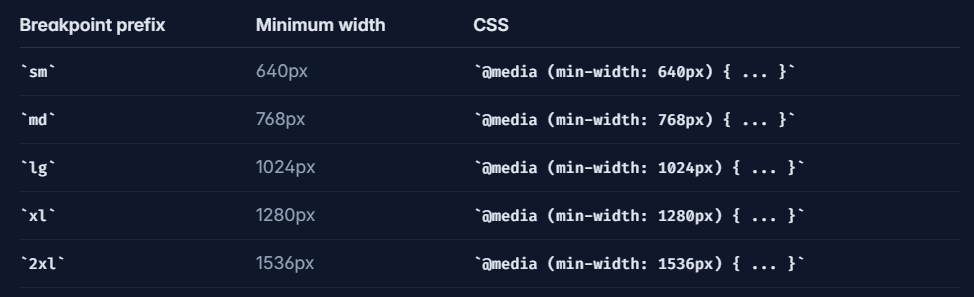 Breakpoint prefix Minimum width CSS
`sm` 640px `@media (min-width: 640px) { ... }`
`md` 768px `@media (min-width: 768px) { ... }`
`lg` 1024px `@media (min-width: 1024px) { ... }`
`xl` 1280px `@media (min-width: 1280px) { ... }`
`2xl` 1536px `@media (min-width: 1536px) { ... }`